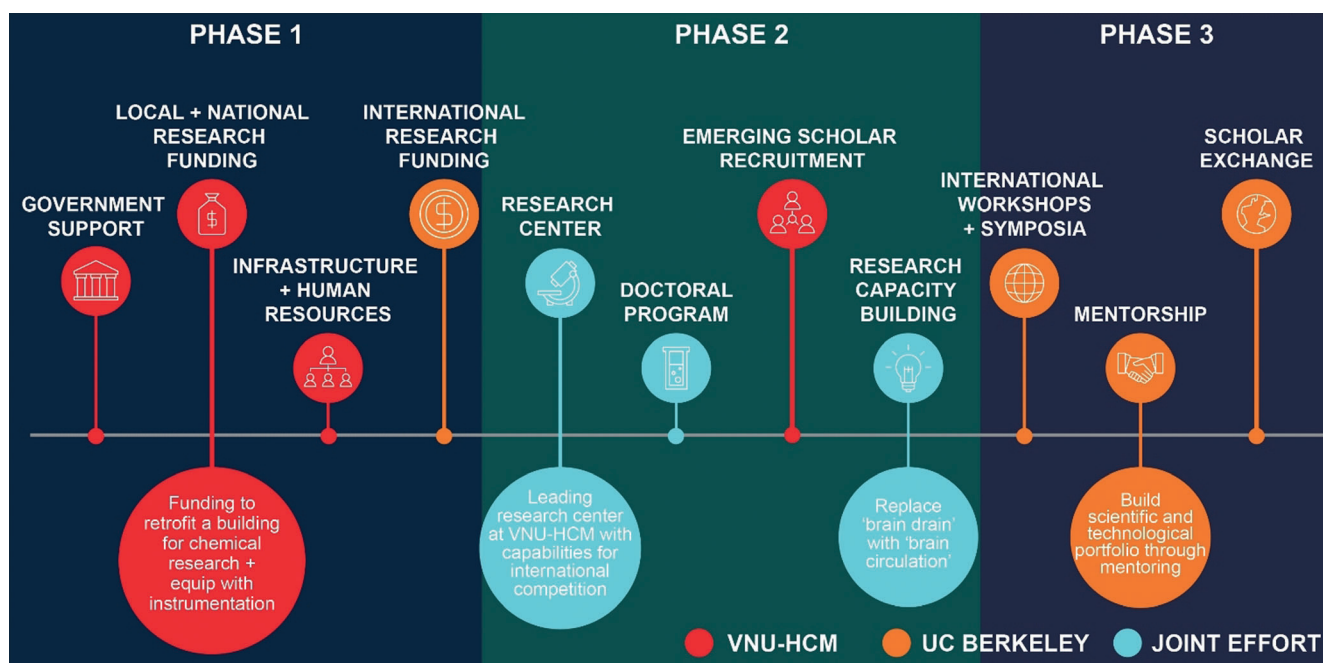 PHASE 1
PHASE 2
PHASE 3
GOVERNMENT
SUPPORT
LOCAL + NATIONAL
RESEARCH
FUNDING
$
INFRASTRUCTURE
+ HUMAN
RESOURCES
INTERNATIONAL
RESEARCH
FUNDING
$
RESEARCH
CENTER
DOCTORAL
PROGRAM
EMERGING SCHOLAR
RECRUITMENT
RESEARCH
CAPACITY
BUILDING
INTERNATIONAL
WORKSHOPS
+ SYMPOSIA
MENTORSHIP
SCHOLAR
EXCHANGE
Funding to
retrofit a building
for chemical
research +
equip with
instrumentation
Leading
research center
at VNU-HCM with
capabilities for
international
competition
Replace
‘brain drain’
with ‘brain
circulation’
Build
scientific and
technological
portfolio through
mentoring
VNU-HCM
UC BERKELEY
JOINT EFFORT